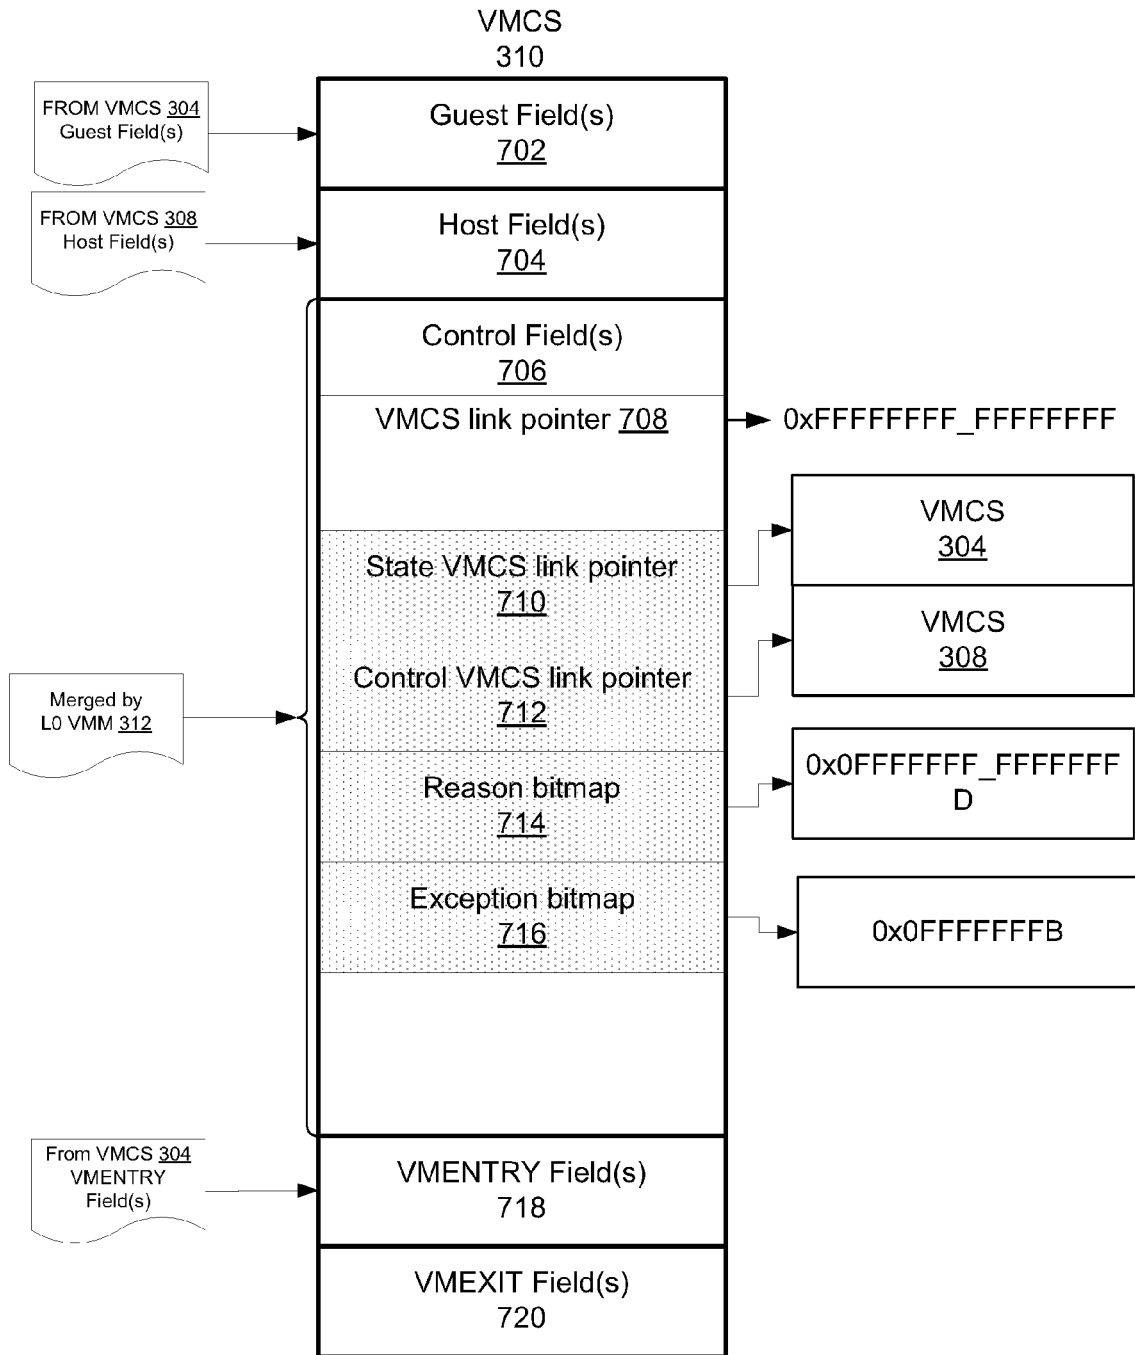 VMCS
310
FROM VMCS 304
Guest Field(s)
Guest Field(s)
702
FROM VMCS 308
Host Field(s)
Host Field(s)
704
Control Field(s)
706
VMCS link pointer 708
0xFFFFFFFF_FFFFFFFF
State VMCS link pointer
710
VMCS
304
Control VMCS link pointer
712
VMCS
308
Merged by
L0 VMM 312
Reason bitmap
714
0x0FFFFFFF_FFFFFFF
D
Exception bitmap
716
0x0FFFFFFFB
From VMCS 304
VMENTRY
Field(s)
VMENTRY Field(s)
718
VMEXIT Field(s)
720